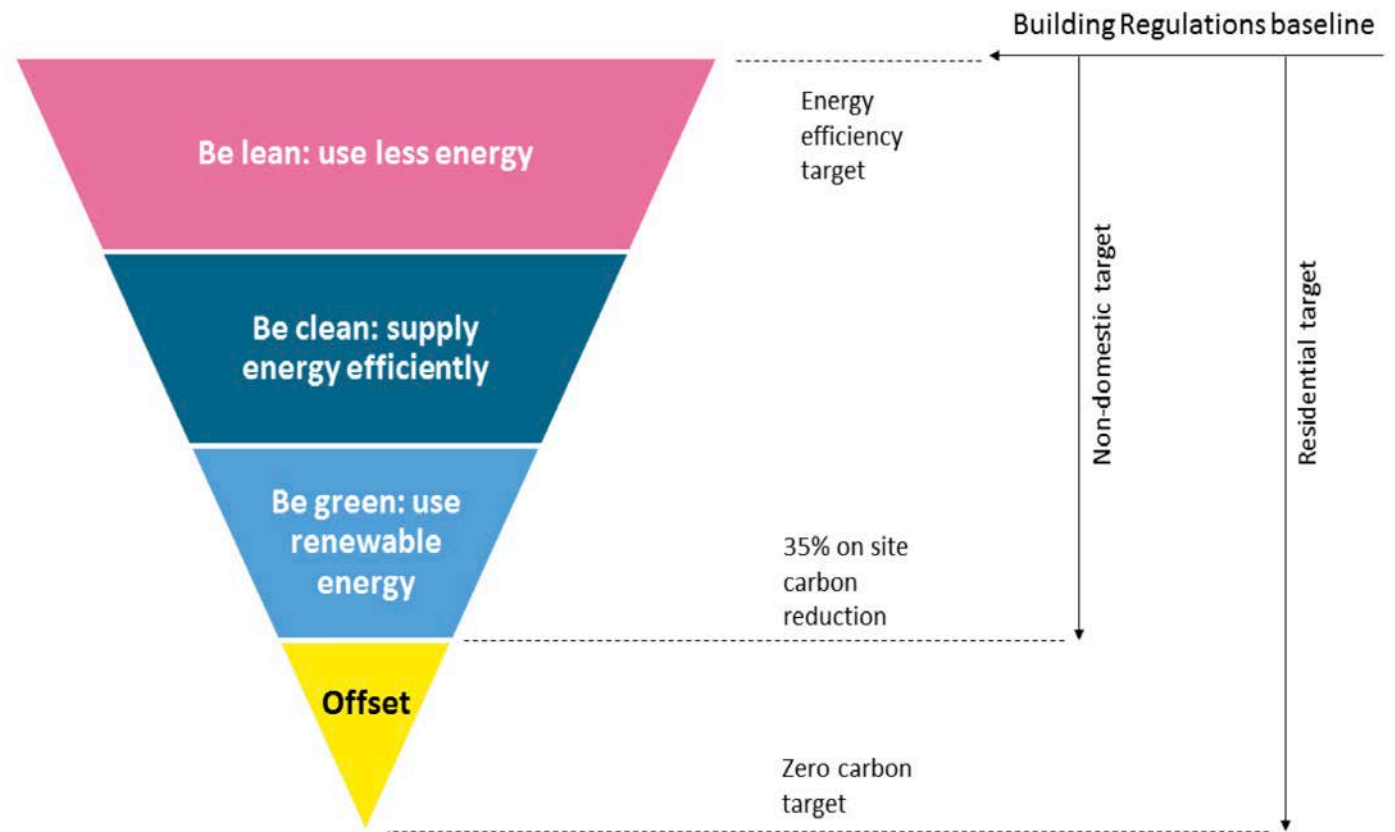 Building Regulations baseline
Be lean: use less energy
Energy
efficiency
target
Be clean: supply
energy efficiently
Non-domestic target
Residential target
Be green: use
renewable
energy
35% on site
carbon
reduction
Offset
Zero carbon
target